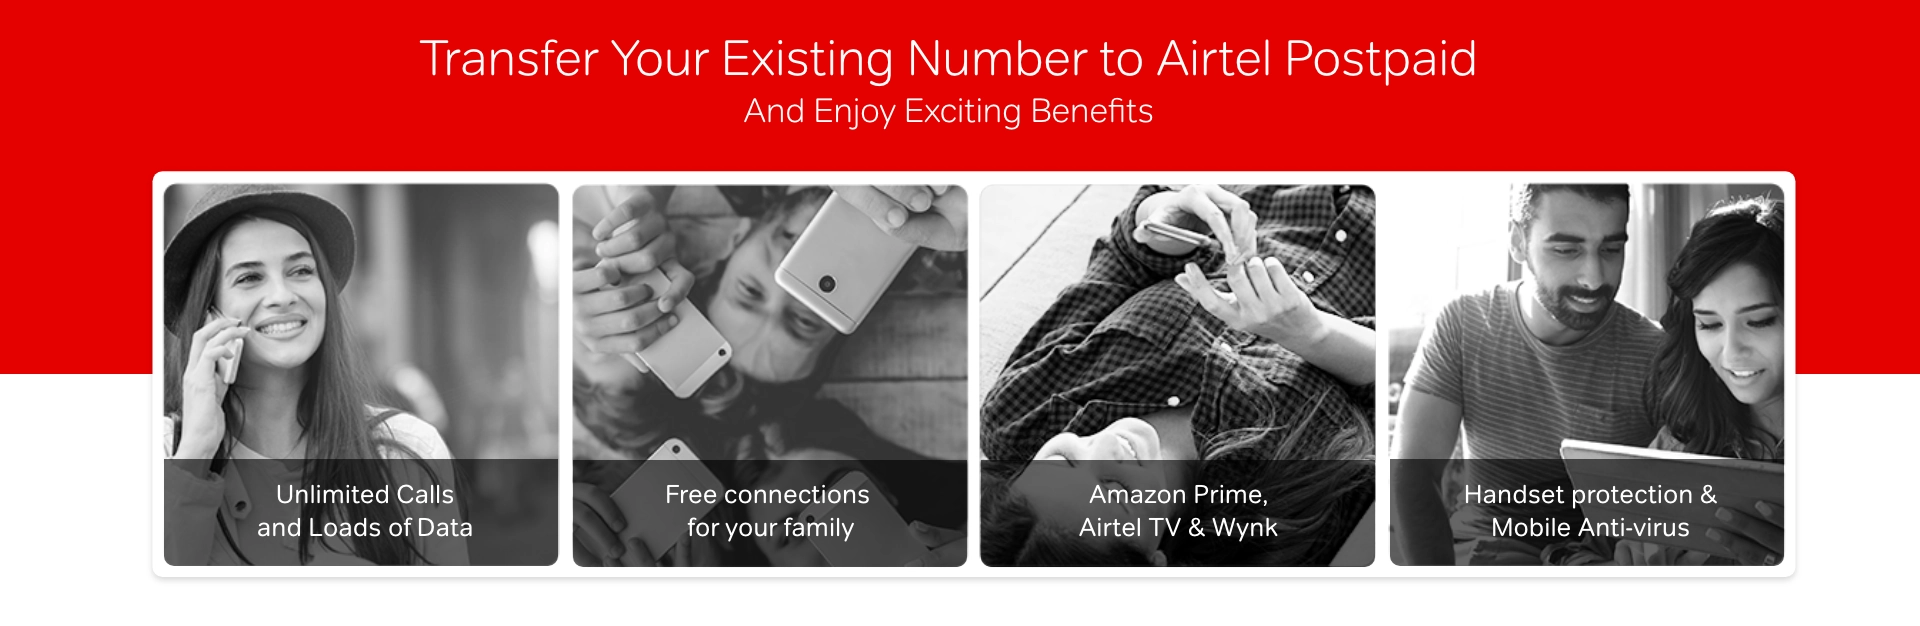 Transfer Your Existing Number to Airtel Postpaid
And Enjoy Exciting Benefits
Unlimited Calls
and Loads of Data
Free connections
for your family
Amazon Prime,
Airtel TV & Wynk
Handset protection &
Mobile Anti-virus